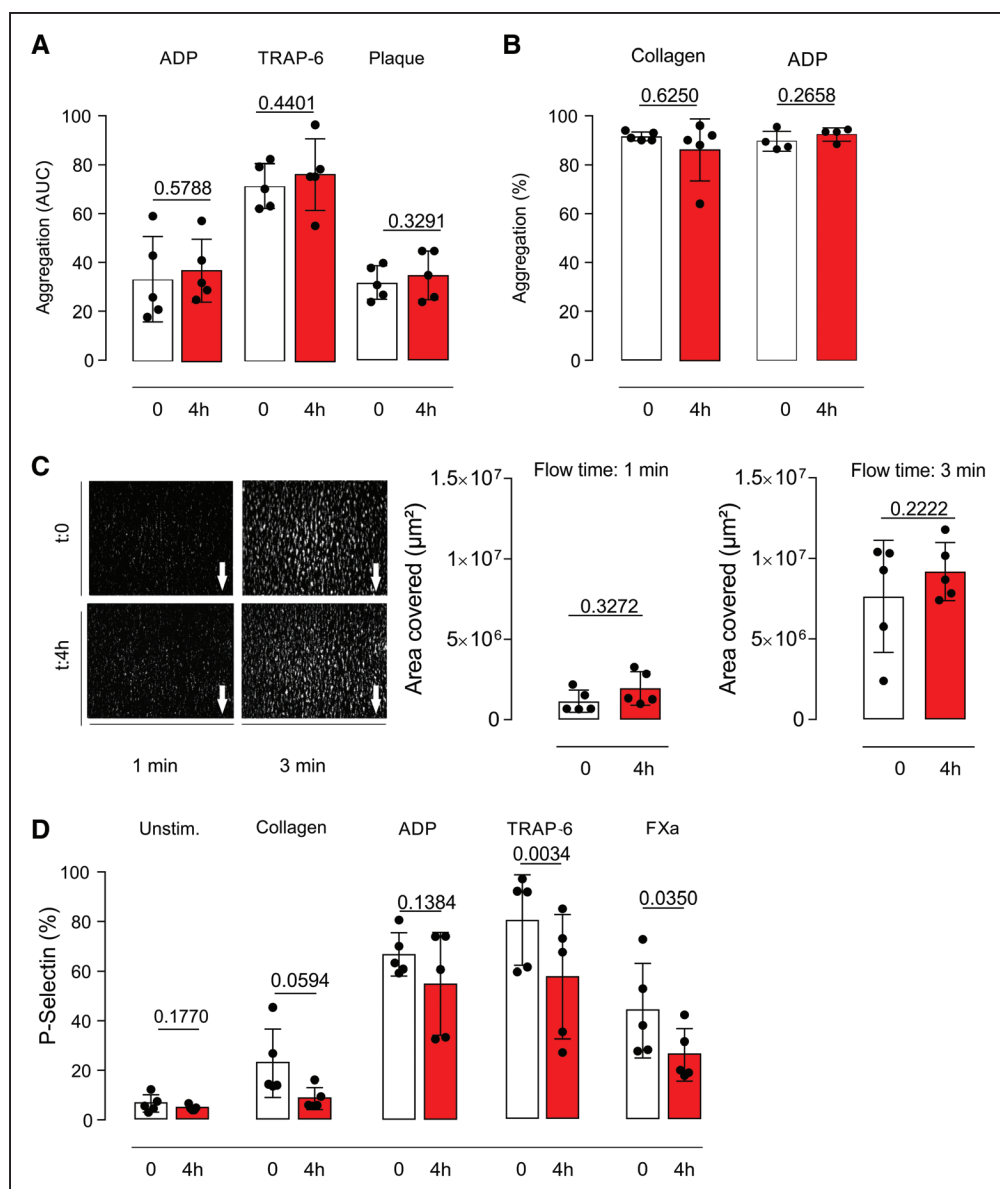 A
ADP
TRAP-6
Plaque
Aggregation (AUC)
100
80
60
40
20
0
0.5788
0.4401
0.3291
0
4h
0
4h
0
4h
B
Collagen
ADP
Aggregation (%)
100
80
60
40
20
0
0.6250
0.2658
0
4h
0
4h
C
t:0
t:4h
1 min
3 min
Flow time: 1 min
Area covered (µm²)
1.5×10⁷
1×10⁷
5×10⁶
0
0.3272
0
4h
Flow time: 3 min
Area covered (µm²)
1.5×10⁷
1×10⁷
5×10⁶
0
0.2222
0
4h
D
Unstim.
Collagen
ADP
TRAP-6
FXa
P-Selectin (%)
100
80
60
40
20
0
0.1770
0.0594
0.1384
0.0034
0.0350
0
4h
0
4h
0
4h
0
4h
0
4h